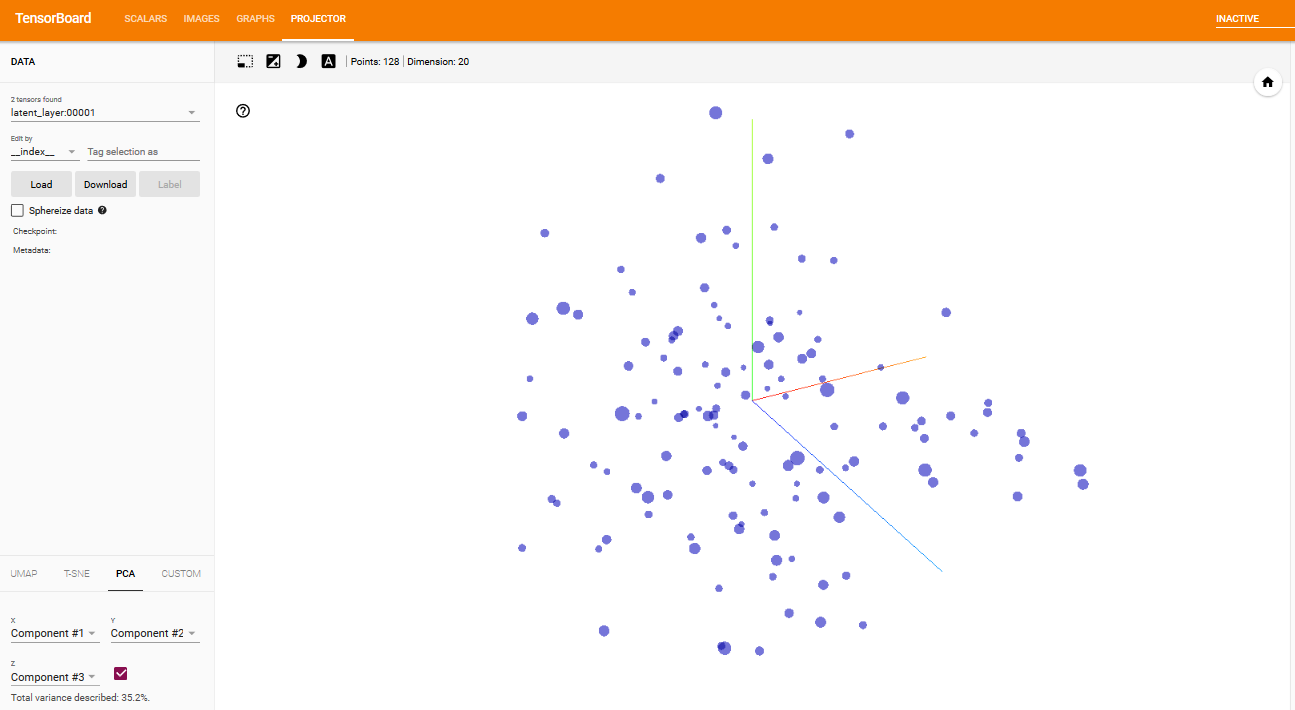 TensorBoard SCALARS IMAGES GRAPHS PROJECTOR INACTIVE
DATA
A Points: 128 Dimension: 20
2 tensors found
latent_layer:00001
Edit by
__index__ Tag selection as
Load Download Label
Sphereize data
Checkpoint:
Metadata:
UMAP T-SNE PCA CUSTOM
X Y
Component #1 Component #2
Z
Component #3
Total variance described: 35.2%.